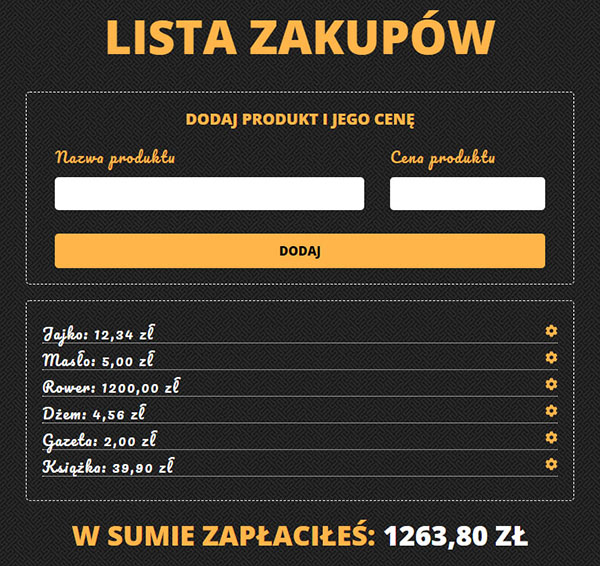 LISTA ZAKUPÓW
DODAJ PRODUKT I JEGO CENĘ
Nazwa produktu
Cena produktu
DODAJ
Jajko: 12,34 zł
Masło: 5,00 zł
Rower: 1200,00 zł
Dżem: 4,56 zł
Gazeta: 2,00 zł
Książka: 39,90 zł
W SUMIE ZAPŁACIŁEŚ: 1263,80 ZŁ